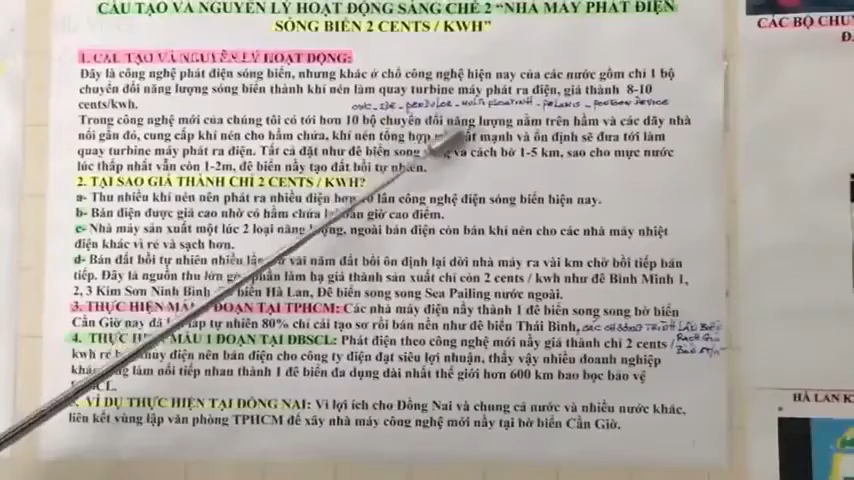 CẤU TẠO VÀ NGUYÊN LÝ HOẠT ĐỘNG SÁNG CHẾ 2 “NHÀ MÁY PHÁT ĐIỆN
SÓNG BIỂN 2 CENTS / KWH”
1. CẤU TẠO VÀ NGUYÊN LÝ HOẠT ĐỘNG:
Đây là công nghệ phát điện sóng biển, nhưng khác ở chỗ công nghệ hiện nay của các nước gồm chỉ 1 bộ
chuyển đổi năng lượng sóng biển thành khí nén làm quay turbine máy phát ra điện, giá thành 8-10
cents/kwh.
Trong công nghệ mới của chúng tôi có tới hơn 10 bộ chuyển đổi năng lượng nằm trên hầm và các dãy nhà
nối gần đó, cung cấp khí nén cho hầm chứa, khí nén tổng hợp mạnh và ổn định sẽ đưa tới làm
quay turbine máy phát ra điện. Tất cả đặt như đê biển song và cách bờ 1-5 km, sao cho mực nước
lúc thấp nhất vẫn còn 1-2m, đê biển nầy tạo đất bồi tự nhiên.
2. TẠI SAO GIÁ THÀNH CHỈ 2 CENTS / KWH?
a- Thu nhiều khí nén nên phát ra nhiều điện hơn lần công nghệ điện sóng biển hiện nay.
b- Bán điện được giá cao nhờ có hầm chứa bán giờ cao điểm.
c- Nhà máy sản xuất một lúc 2 loại năng lượng, ngoài bán điện còn bán khí nén cho các nhà máy nhiệt
điện khác vì rẻ và sạch hơn.
d- Bán đất bồi tự nhiên nhiều lần vài năm đất bồi ổn định lại dời nhà máy ra vài km chờ bồi tiếp bán
tiếp. Đây là nguồn thu lớn góp phần làm hạ giá thành sản xuất chỉ còn 2 cents / kwh như đê Bình Minh 1,
2, 3 Kim Sơn Ninh Bình biển Hà Lan, Đê biển song song Sea Pailing nước ngoài.
3. THỰC HIỆN MẪU ĐOẠN TẠI TPHCM: Các nhà máy điện nầy thành 1 đê biển song song bờ biển
Cần Giờ nay đã tự nhiên 80% chỉ cải tạo sơ rồi bán nền như đê biển Thái Bình,
4. THỰC HIỆN MẪU 1 ĐOẠN TẠI ĐBSCL: Phát điện theo công nghệ mới nầy giá thành chỉ 2 cents /
kwh rẻ thủy điện nên bán điện cho công ty điện đạt siêu lợi nhuận, thấy vậy nhiều doanh nghiệp
khác làm nối tiếp nhau thành 1 đê biển đa dụng dài nhất thế giới hơn 600 km bao bọc bảo vệ
VÍ DỤ THỰC HIỆN TẠI ĐỒNG NAI: Vì lợi ích cho Đồng Nai và chung cả nước và nhiều nước khác,
liên kết vùng lập văn phòng TPHCM để xây nhà máy công nghệ mới nầy tại bờ biển Cần Giờ.
CÁC BỘ
HÀ LAN